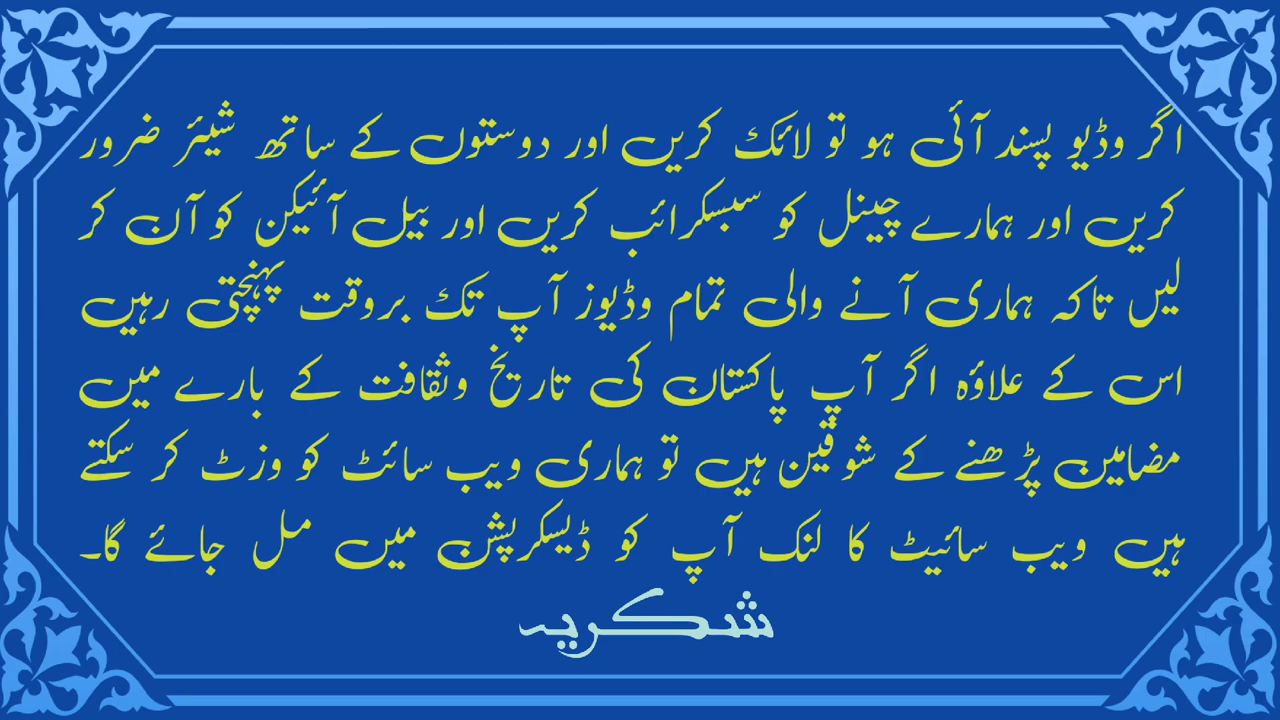 اگر وڈیو پسند آئی ہو تو لائک کریں اور دوستوں کے ساتھ شیئر ضرور
کریں اور ہمارے چینل کو سبسکرائب کریں اور بیل آئیکن کو آن کر
لیں تاکہ ہماری آنے والی تمام وڈیوز آپ تک بروقت پہنچتی رہیں
اس کے علاؤہ اگر آپ پاکستان کی تاریخ وثقافت کے بارے میں
مضامین پڑھنے کے شوقین ہیں تو ہماری ویب سائٹ کو وزٹ کر سکتے
ہیں ویب سائیٹ کا لنک آپ کو ڈیسکرپشن میں مل جائے گا۔
شکریہ